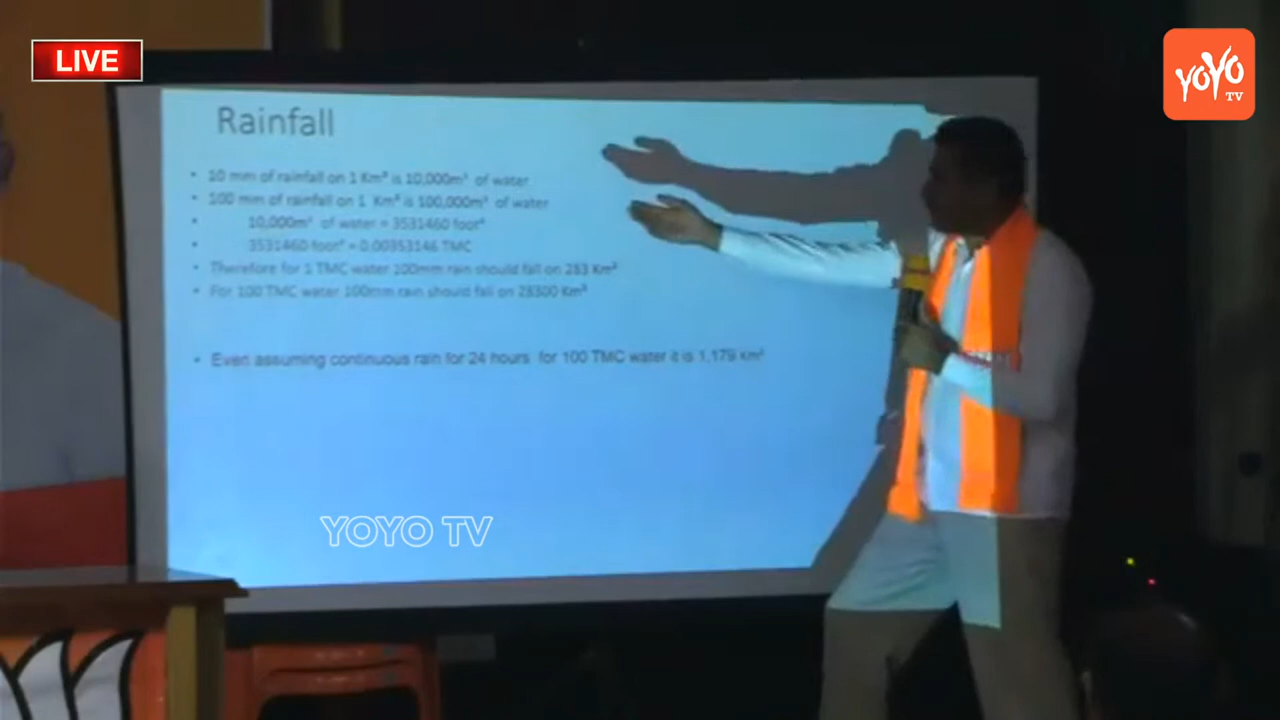 LIVE
YOYO
TV
Rainfall
• 10 mm of rainfall on 1 Km² is 10,000m³ of water
• 100 mm of rainfall on 1 Km² is 100,000m³ of water
• 10,000m³ of water = 3531460 foot³
• 3531460 foot³ = 0.00353146 TMC
• Therefore for 1 TMC water 100mm rain should fall on 283 Km²
• For 100 TMC water 100mm rain should fall on 28300 Km²
• Even assuming continuous rain for 24 hours for 100 TMC water it is 1,179 Km²
YOYO TV